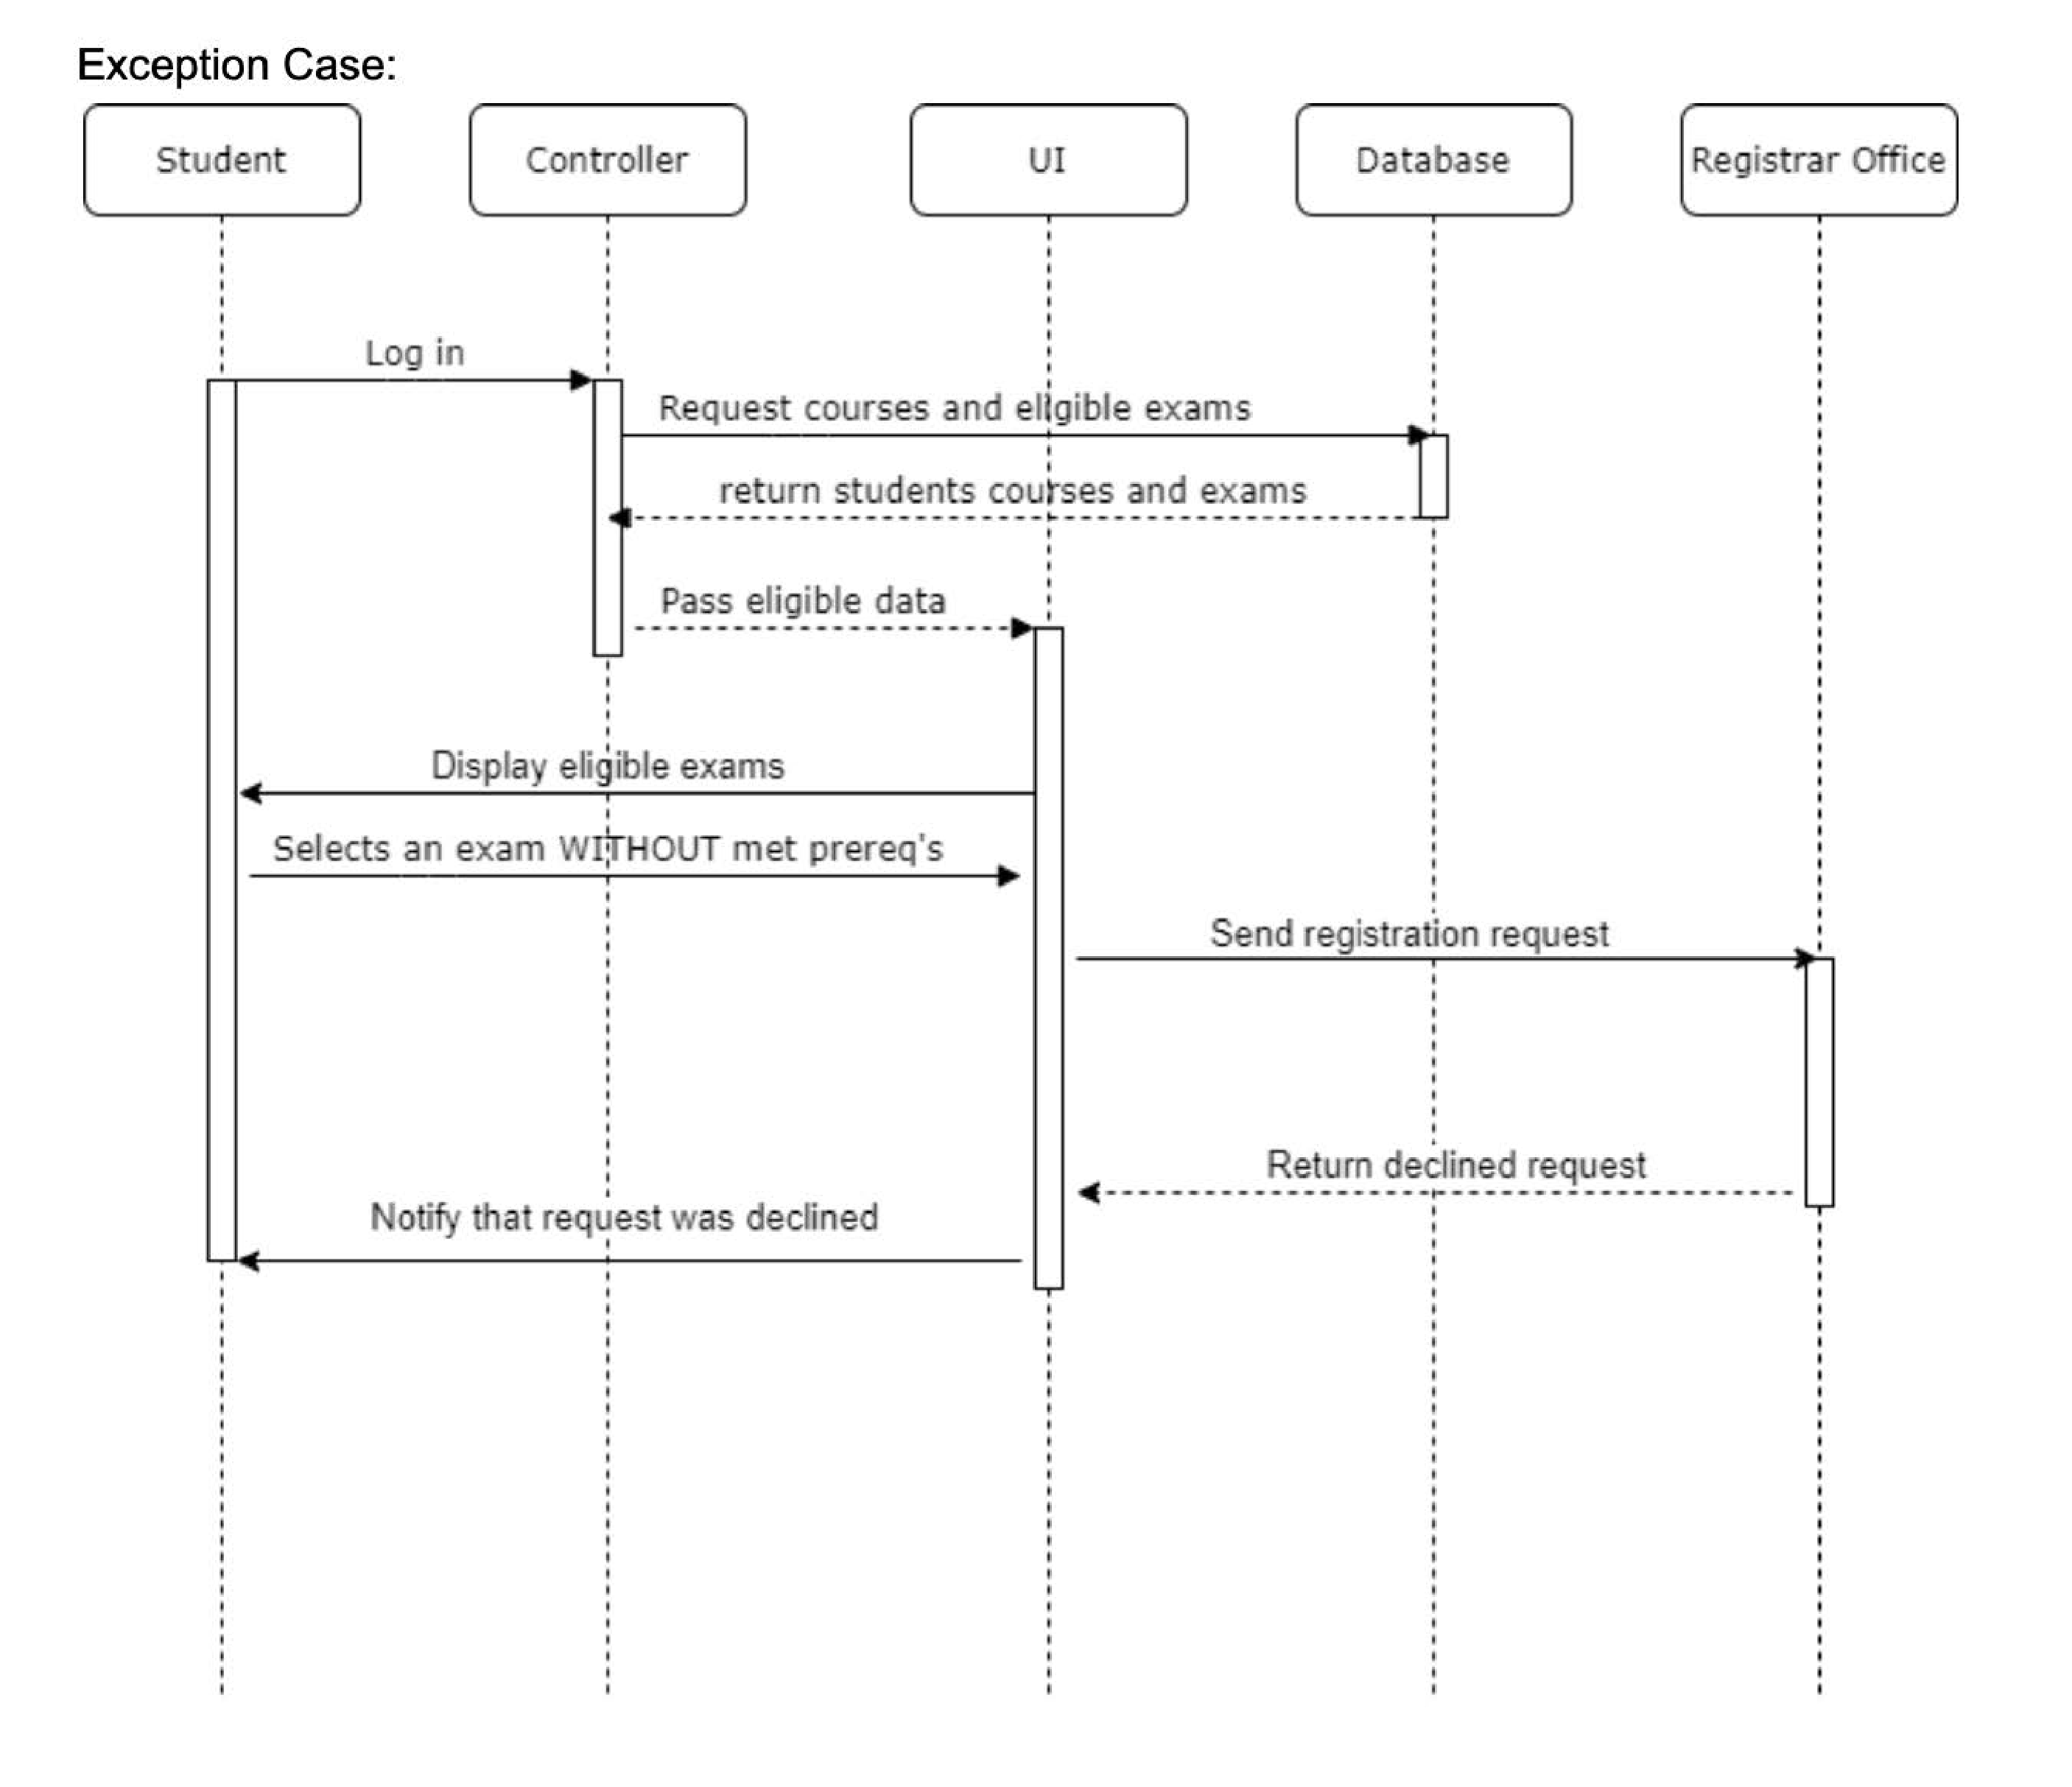 Exception Case:
Student
Controller
UI
Database
Registrar Office
Log in
Request courses and eligible exams
return students courses and exams
Pass eligible data
Display eligible exams
Selects an exam WITHOUT met prereq's
Send registration request
Return declined request
Notify that request was declined